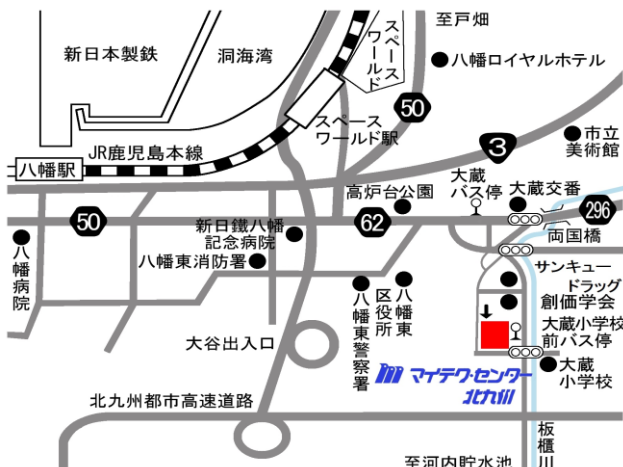 至戸畑
新日本製鉄
洞海湾
スペース
ワールド
八幡ロイヤルホテル
50
スペース
ワールド駅
3
市立
美術館
JR鹿児島本線
八幡駅
大蔵
バス停
大蔵交番
高炉台公園
296
50
新日鐵八幡
記念病院
62
両国橋
八幡病院
八幡東消防署
サンキュー
ドラッグ
八幡東
区役所
八幡東警察署
創価学会
大蔵小学校
前バス停
大谷出入口
マイテク・センター
北九州
大蔵
小学校
北九州都市高速道路
板櫃川
至河内貯水池